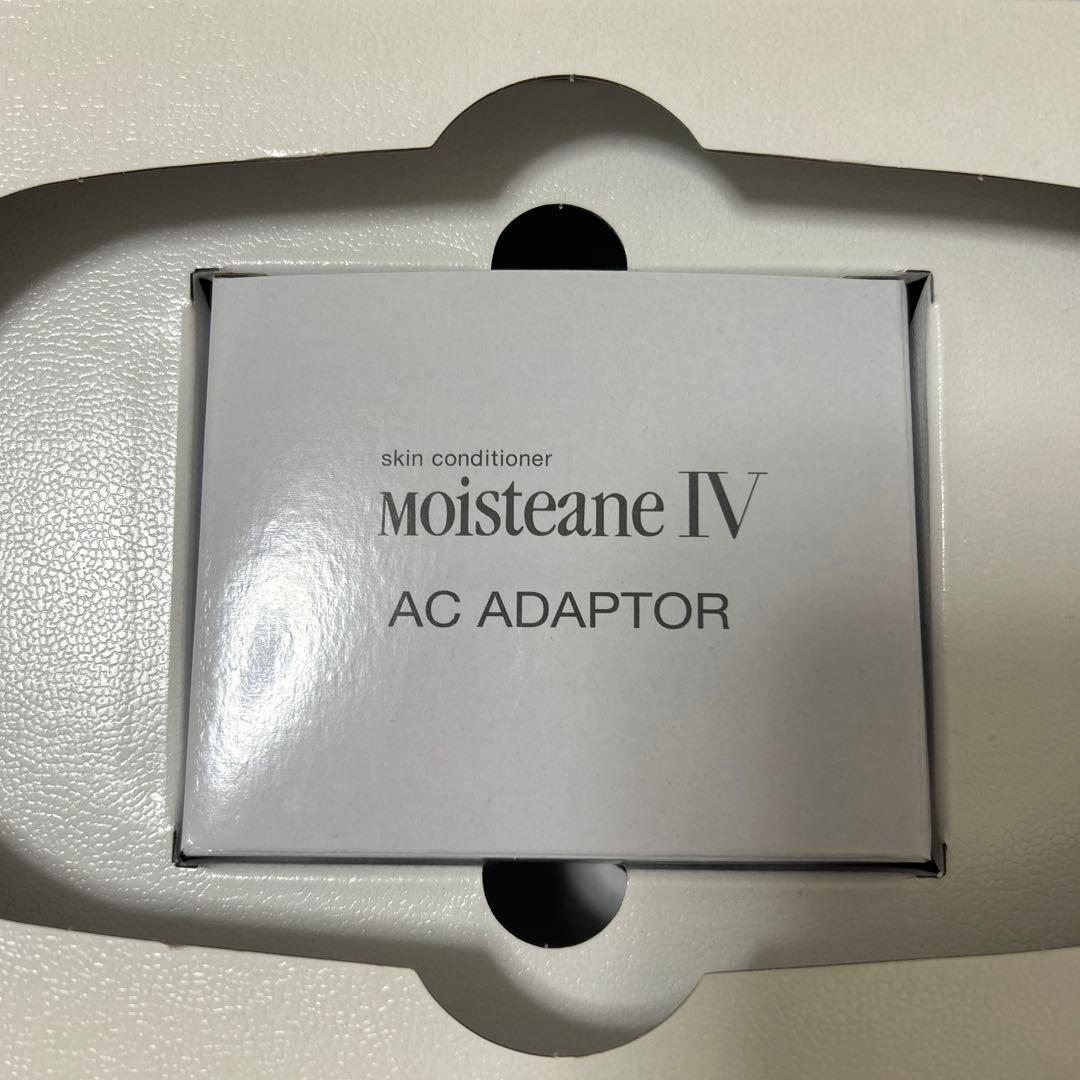 skin conditioner
Moisteane IV
AC ADAPTOR